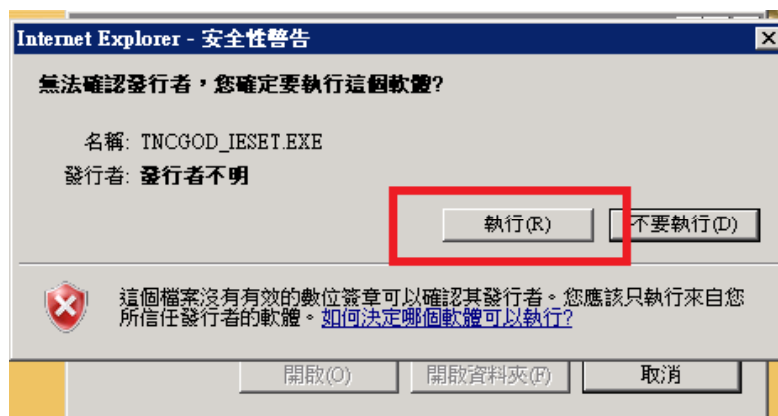 Internet Explorer - 安全性警告
無法確認發行者，您確定要執行這個軟體?
名稱: TNCGOD_IESET.EXE
發行者: 發行者不明
執行(R) 不要執行(D)
這個檔案沒有有效的數位簽章可以確認其發行者。您應該只執行來自您
所信任發行者的軟體。如何決定哪個軟體可以執行?
開啟(O) 開啟資料夾(F) 取消